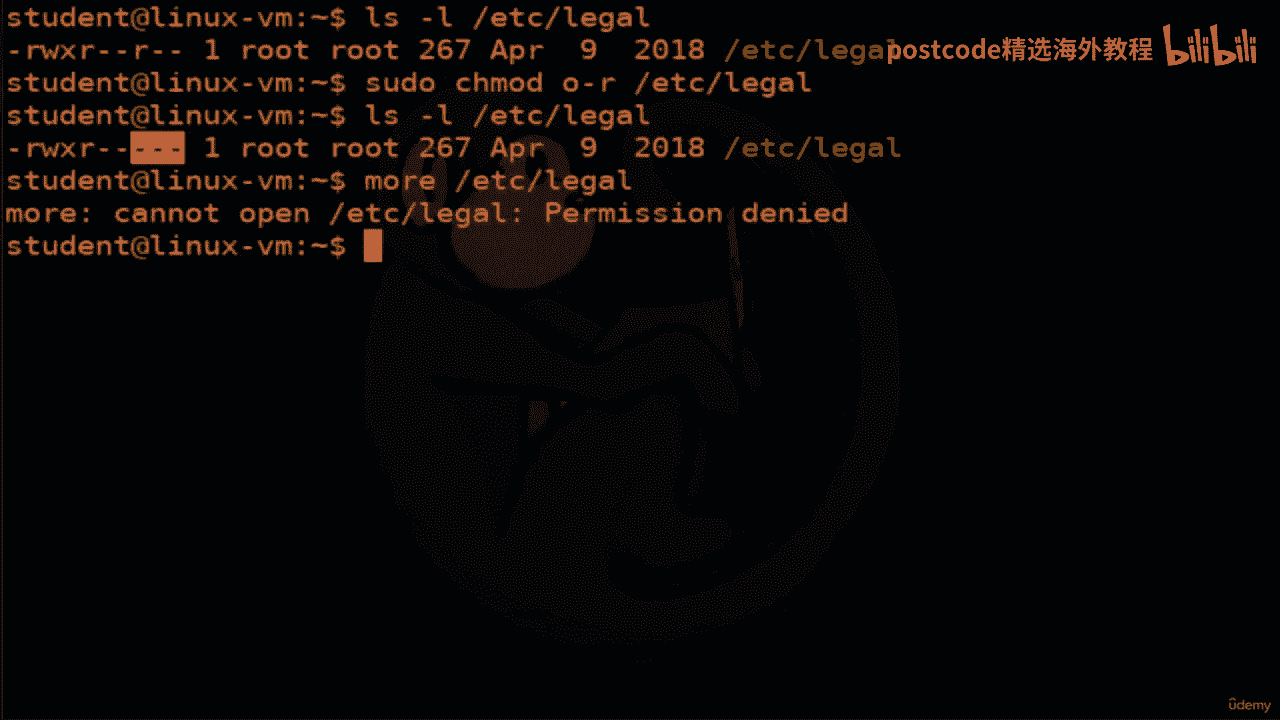 student@linux-vm:~$ ls -l /etc/legal
-rwxr--r-- 1 root root 267 Apr  9  2018 /etc/legal
postcode精选海外教程 bilibili
student@linux-vm:~$ sudo chmod o-r /etc/legal
student@linux-vm:~$ ls -l /etc/legal
-rwxr----- 1 root root 267 Apr  9  2018 /etc/legal
student@linux-vm:~$ more /etc/legal
more: cannot open /etc/legal: Permission denied
student@linux-vm:~$
ûdemy